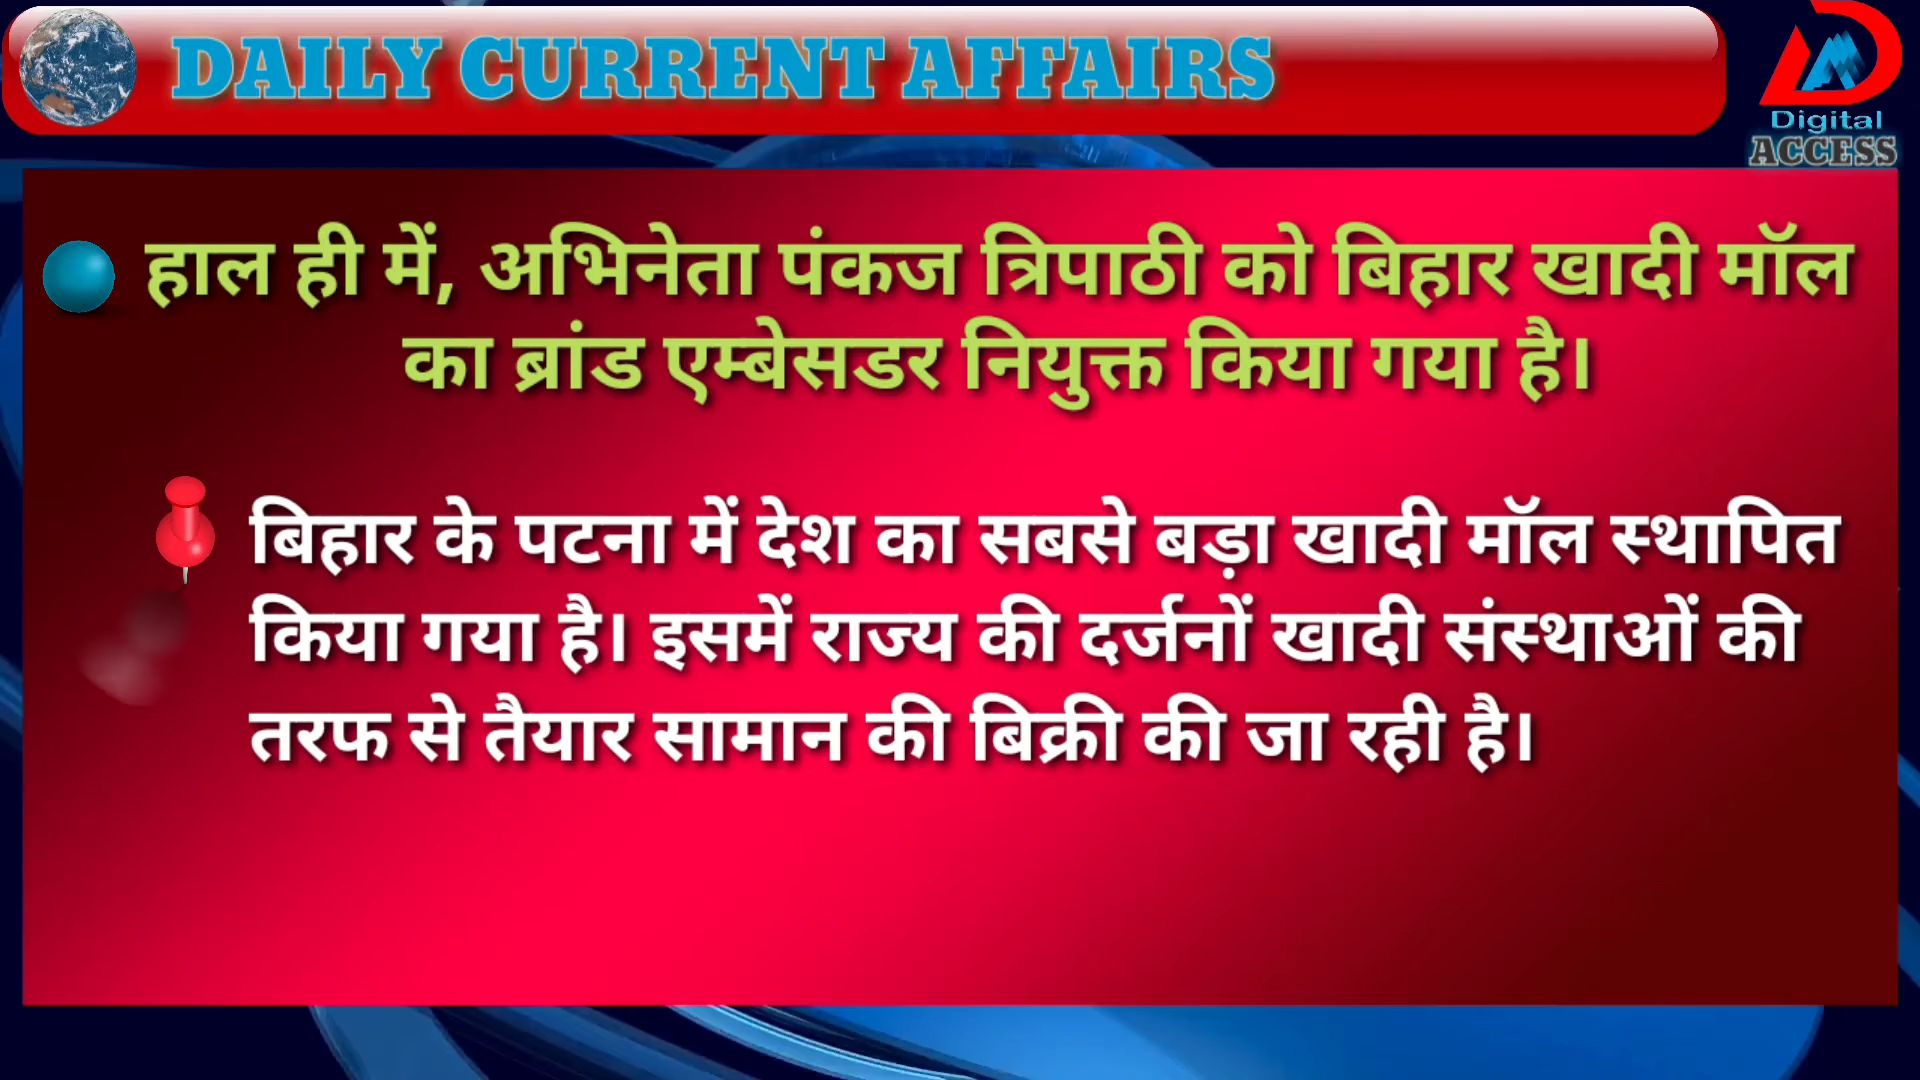 DAILY CURRENT AFFAIRS
Digital
ACCESS
हाल ही में, अभिनेता पंकज त्रिपाठी को बिहार खादी मॉल
का ब्रांड एम्बेसडर नियुक्त किया गया है।
बिहार के पटना में देश का सबसे बड़ा खादी मॉल स्थापित
किया गया है। इसमें राज्य की दर्जनों खादी संस्थाओं की
तरफ से तैयार सामान की बिक्री की जा रही है।